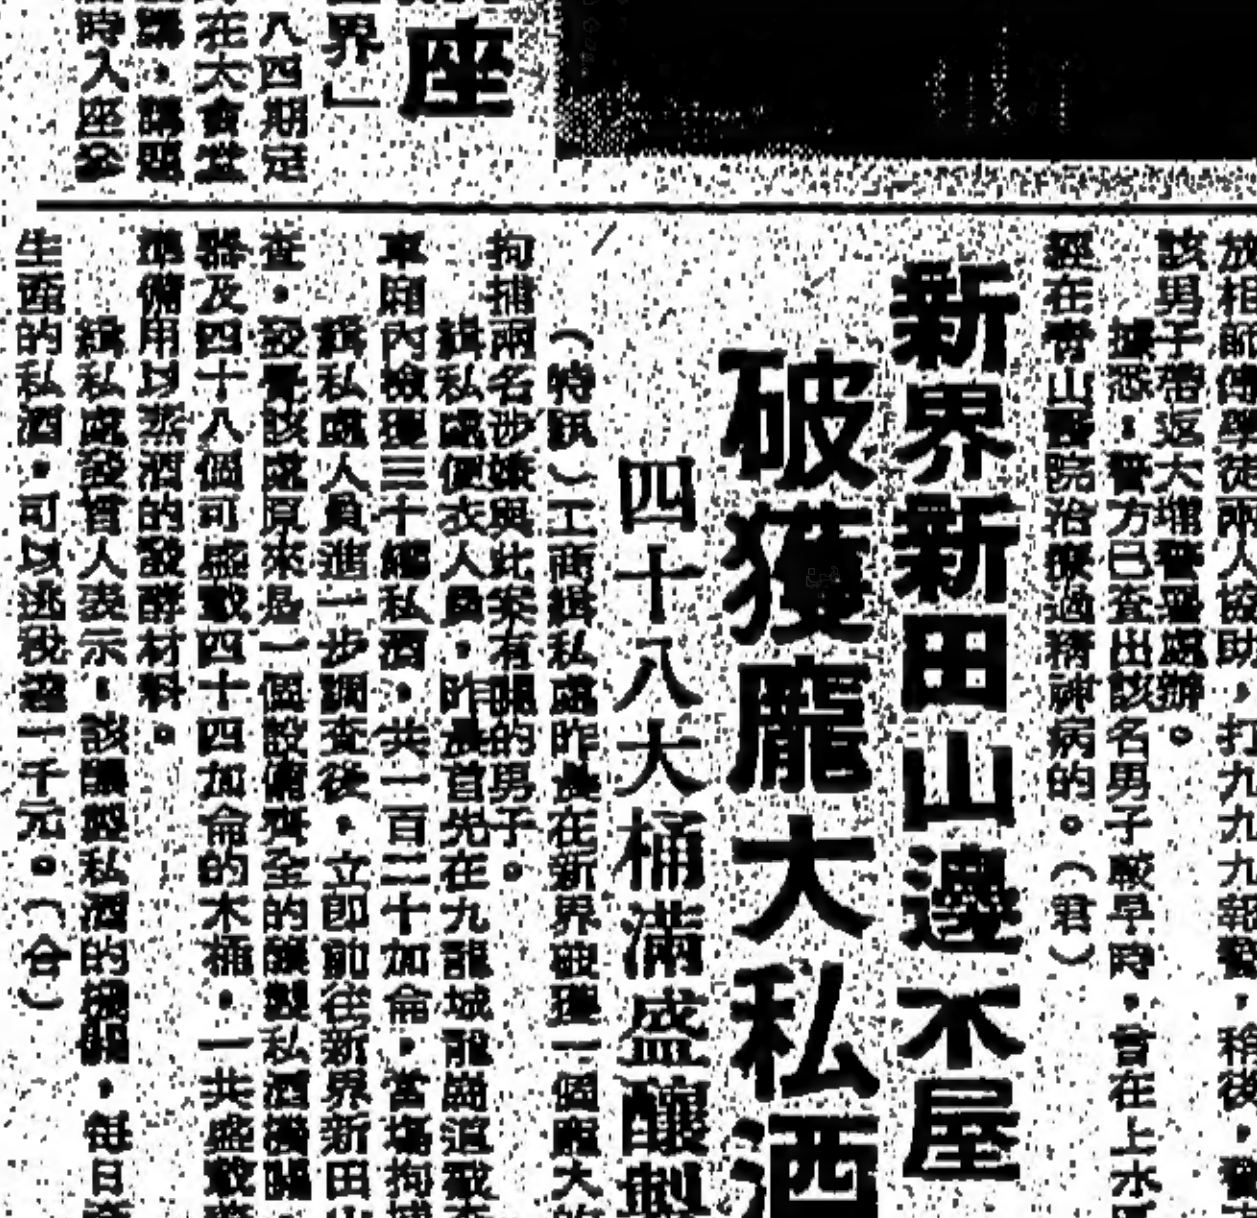 座
界」
八四期定
在太食堂
講·講題
時入座

放相師傅學徒兩人協助，打九九九報警，稍後，警
該男子帶返大埔警署處辦。
據悉：警方已查出該名男子較早時，曾在上水
經在青山醫院治療過精神病的。（君）
新界新田山邊木屋
破獲龐大私酒
四十八大桶滿盛釀製
（特訊）工商緝私處昨晨在新界破獲一個龐大的
拘捕兩名涉嫌與此案有關的男子。
緝私處便衣人員，昨晨首先在九龍城龍崗道截
車廂內檢獲三十罐私酒，共一百二十加侖，當場拘捕
緝私處人員進一步調查後，立即前往新界新田山
查，發覺該處原來是一個設備齊全的釀製私酒機關
器及四十八個可盛載四十四加侖的木桶，一共盛載
準備用以蒸酒的發酵材料。
緝私處發言人表示：該釀製私酒的機關，每日
生產的私酒，可以逃稅達一千元。（合）